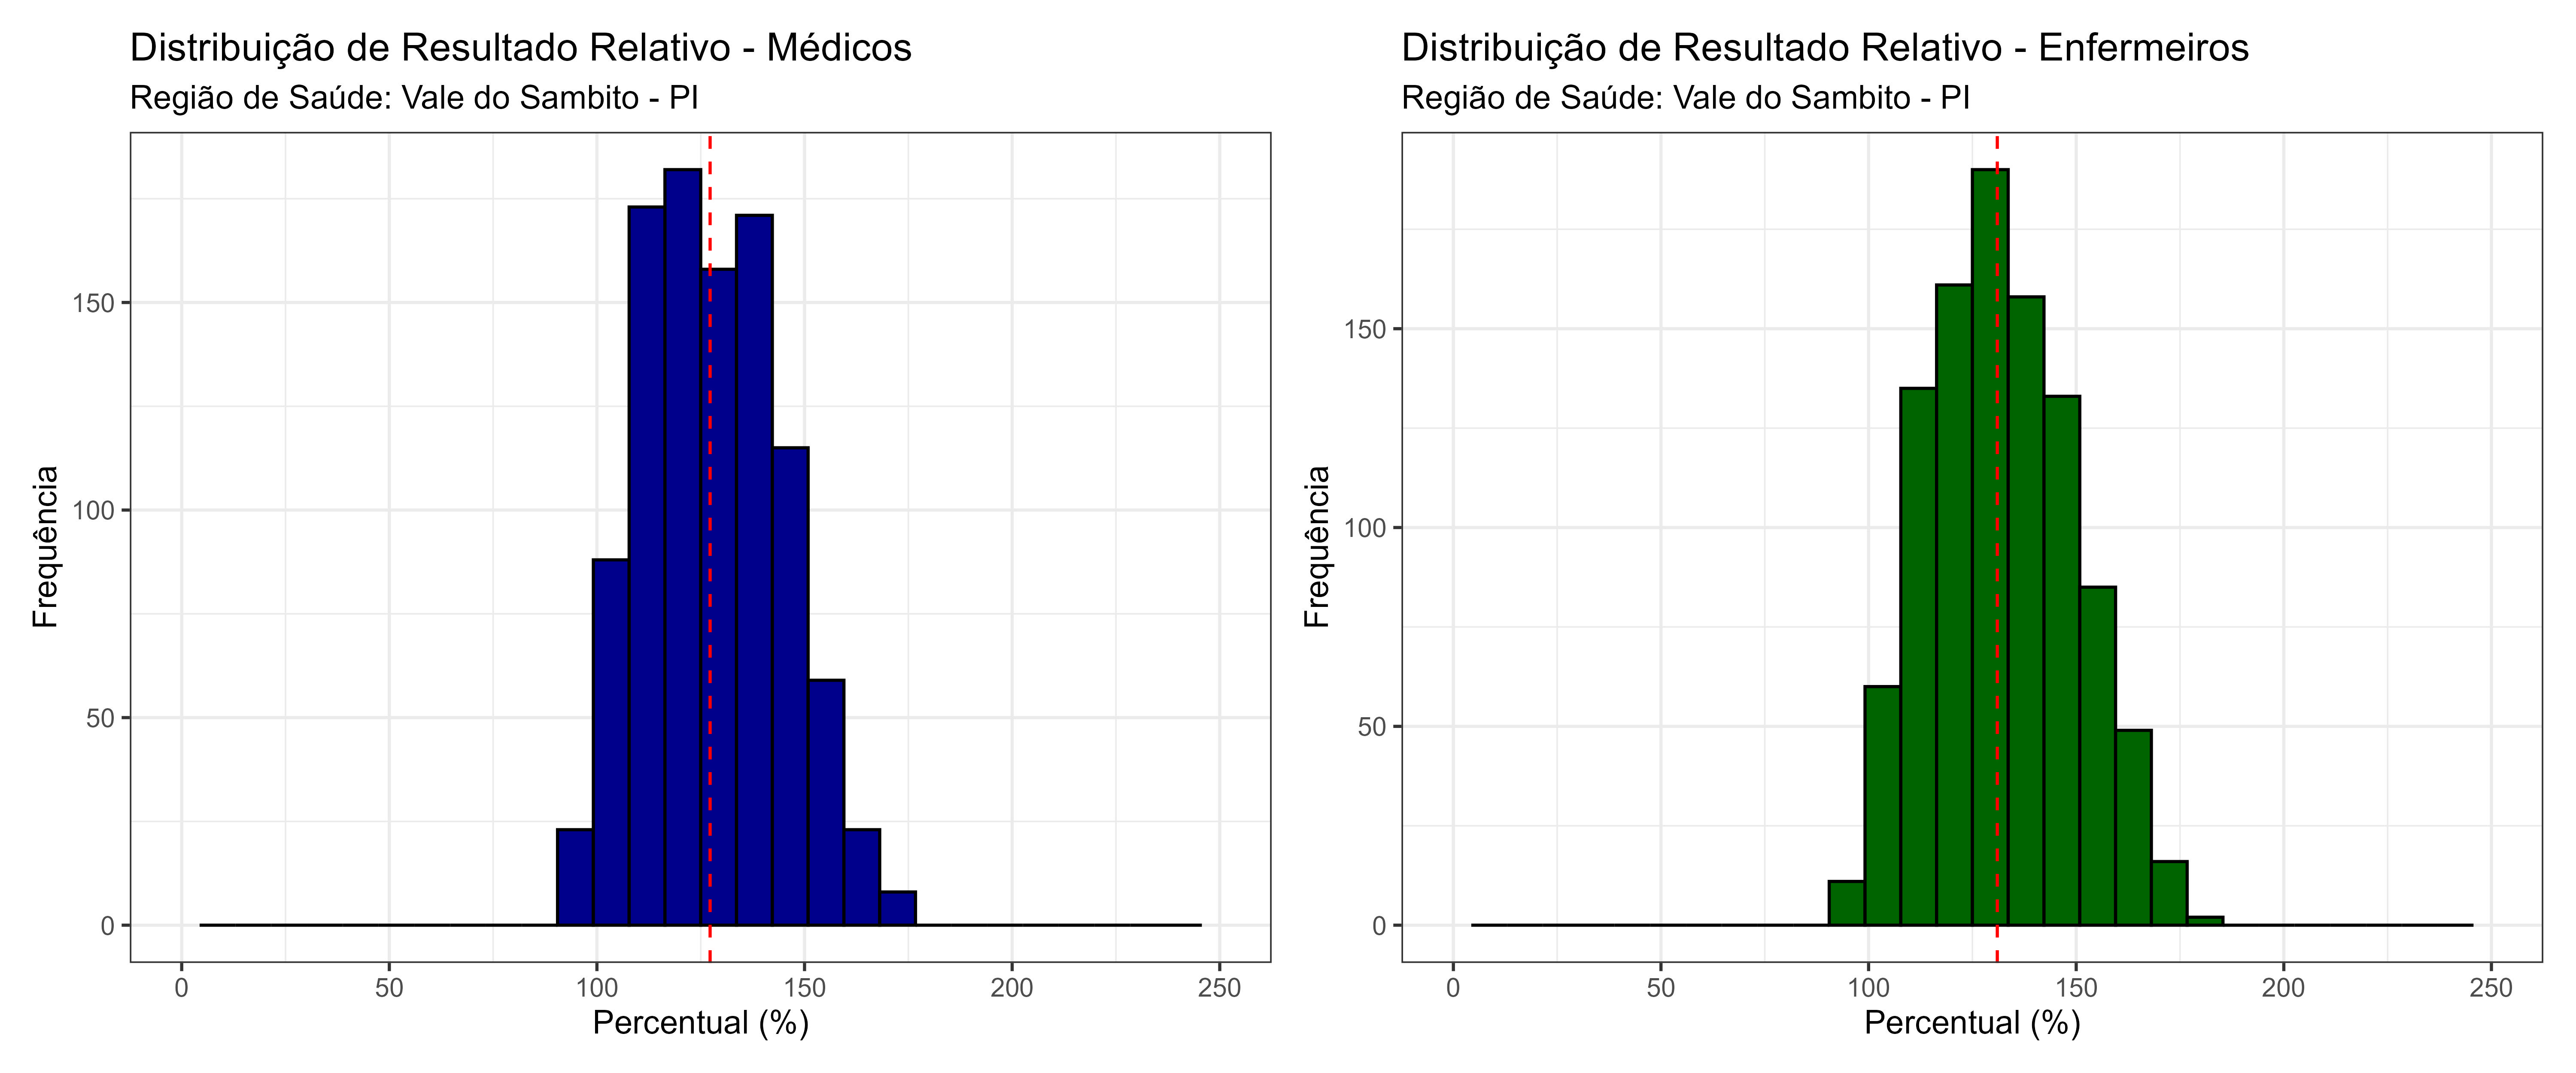 Distribuição de Resultado Relativo - Médicos
Região de Saúde: Vale do Sambito - PI
Frequência
150
100
50
0
0 50 100 150 200 250
Percentual (%)
Distribuição de Resultado Relativo - Enfermeiros
Região de Saúde: Vale do Sambito - PI
Frequência
150
100
50
0
0 50 100 150 200 250
Percentual (%)